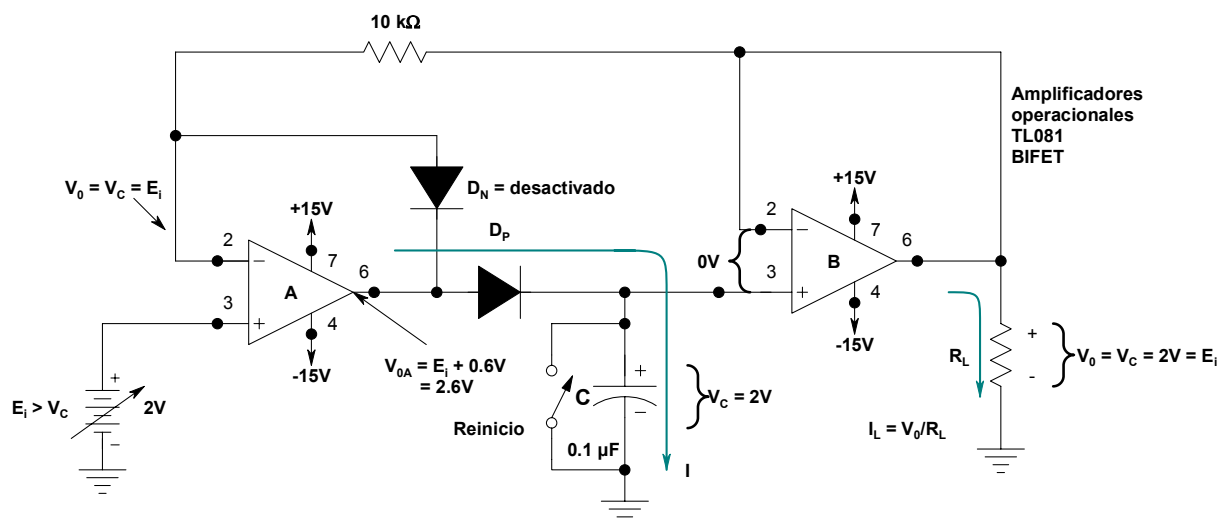 10 kΩ
Amplificadores
operacionales
TL081
BIFET
V0 = VC = Ei
DN = desactivado
+15V
+15V
DP
2
7
6
A
3
4
-15V
0V
2
7
6
B
3
4
-15V
V0A = Ei + 0.6V
= 2.6V
+
Ei > VC
2V
−
Reinicio
C
+
−
VC = 2V
0.1 µF
I
RL
+
-
V0 = VC = 2V = Ei
IL = V0/RL